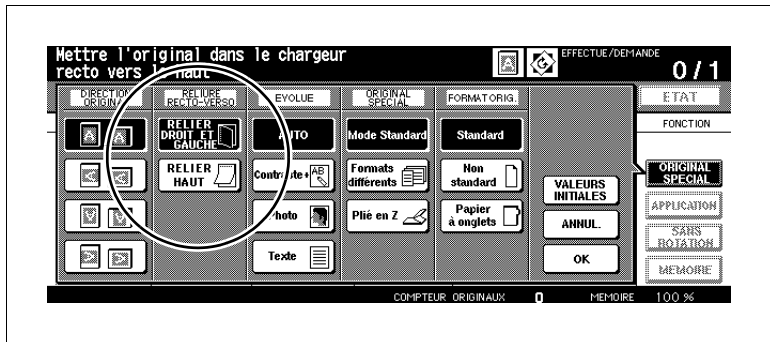 Mettre l'original dans le chargeur
recto vers le haut
EFFECTUE/DEMANDE
0/1
DIRECTION ORIGINAL
RELIURE RECTO-VERSO
EVOLUE
ORIGINAL SPECIAL
FORMAT ORIG.
ETAT
FONCTION
RELIER DROIT ET GAUCHE
AUTO
Mode Standard
Standard
RELIER HAUT
Contraste+
AB
Formats différents
Non standard
VALEURS INITIALES
ORIGINAL SPECIAL
APPLICATION
Photo
Plié en Z
Papier à onglets
ANNUL.
SANS ROTATION
Texte
OK
MEMOIRE
COMPTEUR ORIGINAUX 0 MEMOIRE 100 %